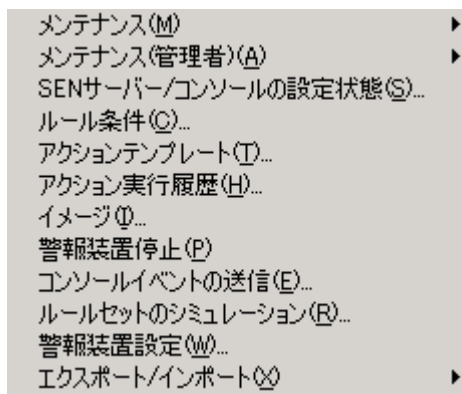 メンテナンス(M)
メンテナンス(管理者)(A)
SENサーバー/コンソールの設定状態(S)...
ルール条件(C)...
アクションテンプレート(T)...
アクション実行履歴(H)...
イメージ(I)...
警報装置停止(P)
コンソールイベントの送信(E)...
ルールセットのシミュレーション(R)...
警報装置設定(W)...
エクスポート/インポート(X)